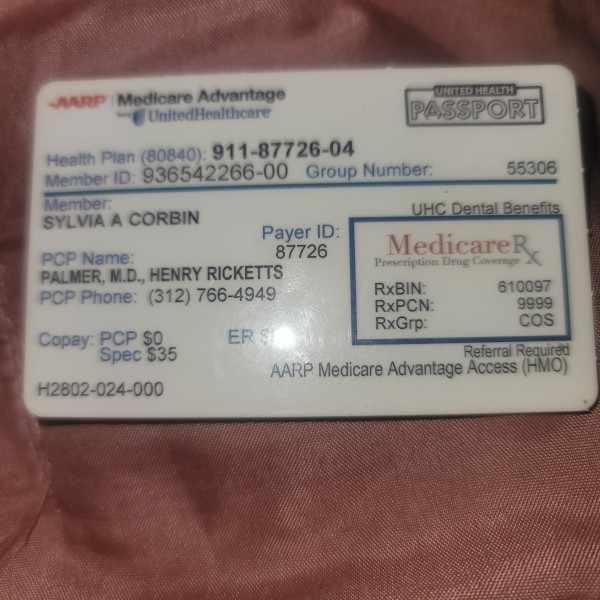 AARP Medicare Advantage
from UnitedHealthcare
UNITED HEALTH
PASSPORT
Health Plan (80840): 911-87726-04
Member ID: 936542266-00 Group Number: 55306
Member:
SYLVIA A CORBIN
UHC Dental Benefits
Payer ID:
87726
PCP Name:
PALMER, M.D., HENRY RICKETTS
PCP Phone: (312) 766-4949
MedicareRx
Prescription Drug Coverage
RxBIN: 610097
RxPCN: 9999
RxGrp: COS
Copay: PCP $0 ER
Spec $35
Referral Required
AARP Medicare Advantage Access (HMO)
H2802-024-000